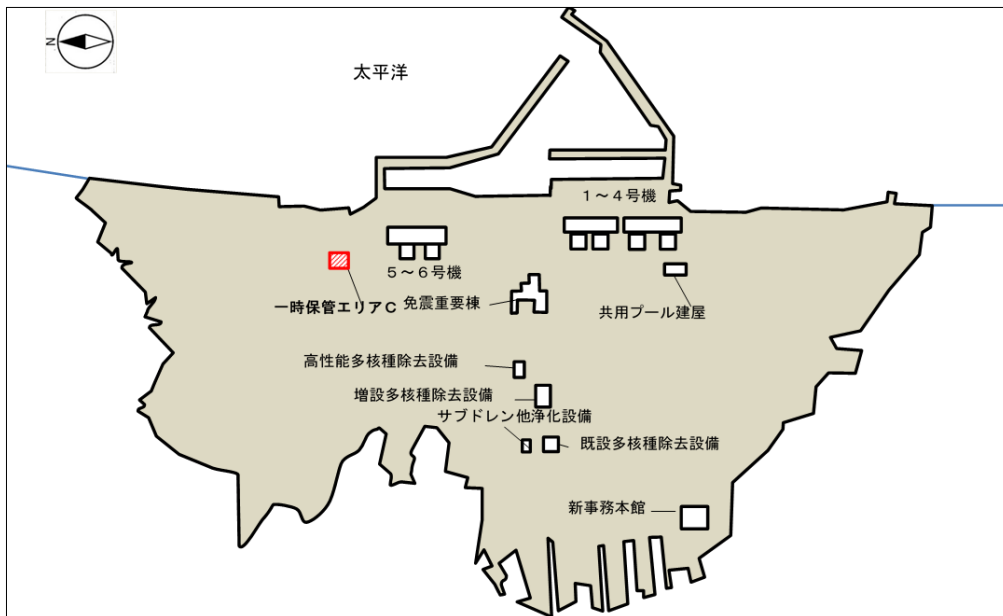 N
太平洋
1～4号機
5～6号機
一時保管エリアC
免震重要棟
共用プール建屋
高性能多核種除去設備
増設多核種除去設備
サブドレン他浄化設備
既設多核種除去設備
新事務本館